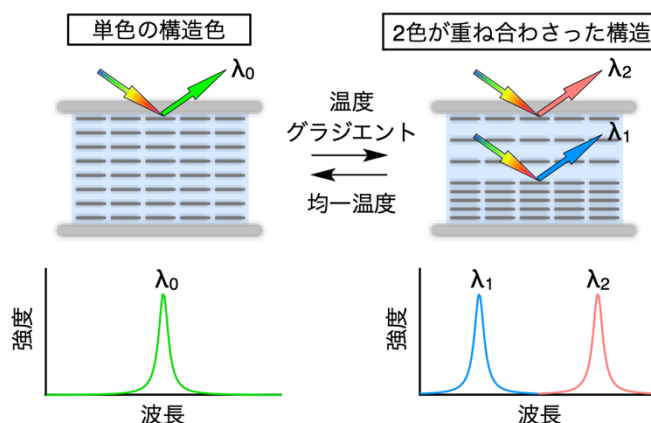 単色の構造色
2色が重ね合わさった構造
λ0
λ2
λ1
温度
グラジエント
均一温度
λ0
強度
波長
λ1
λ2
強度
波長